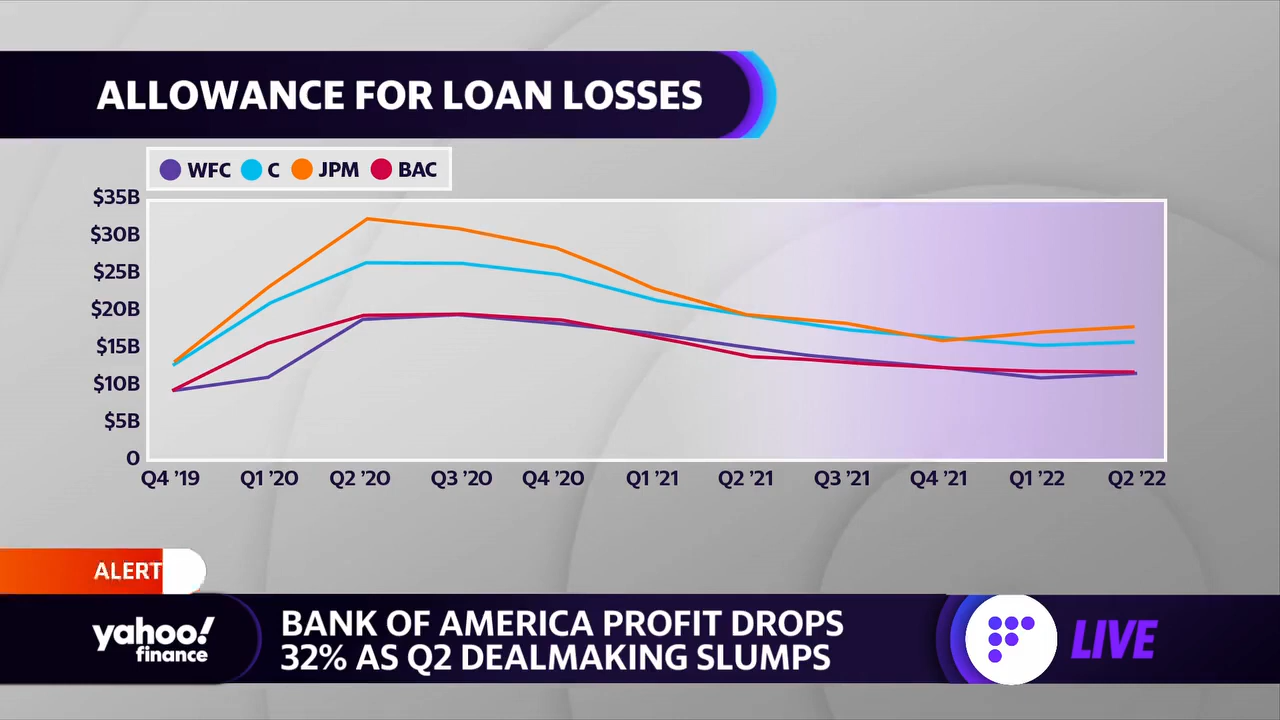 ALLOWANCE FOR LOAN LOSSES
WFC C JPM BAC
$35B
$30B
$25B
$20B
$15B
$10B
$5B
0
Q4 ’19 Q1 ’20 Q2 ’20 Q3 ’20 Q4 ’20 Q1 ’21 Q2 ’21 Q3 ’21 Q4 ’21 Q1 ’22 Q2 ’22
ALERT
yahoo!
finance
BANK OF AMERICA PROFIT DROPS
32% AS Q2 DEALMAKING SLUMPS
LIVE